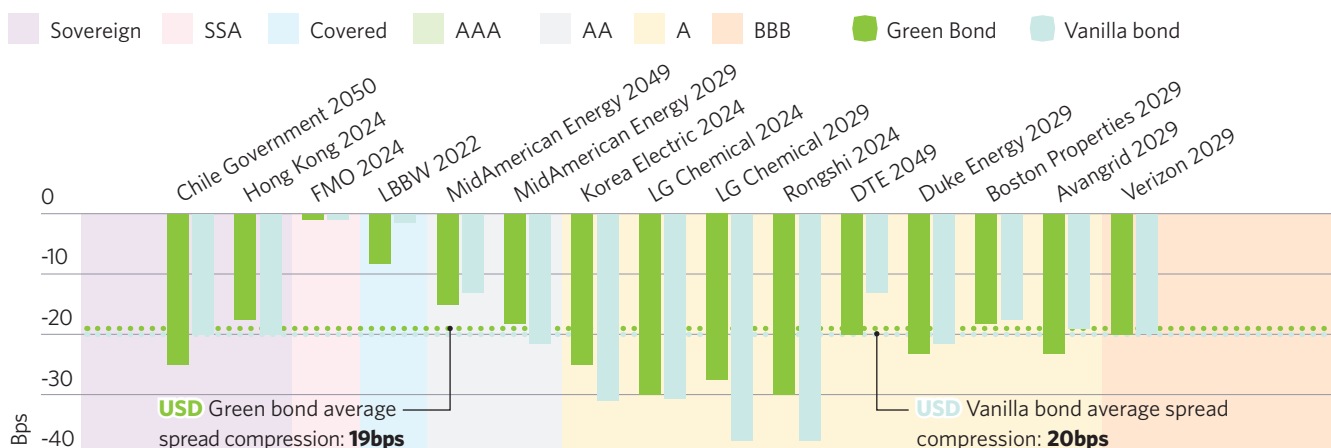 Sovereign SSA Covered AAA AA A BBB Green Bond Vanilla bond
Chile Government 2050
Hong Kong 2024
FMO 2024
LBBW 2022
MidAmerican Energy 2049
MidAmerican Energy 2029
Korea Electric 2024
LG Chemical 2024
LG Chemical 2029
Rongshi 2024
DTE 2049
Duke Energy 2029
Boston Properties 2029
Avangrid 2029
Verizon 2029
0
-10
-20
-30
-40
Bps
USD Green bond average
spread compression: 19bps
USD Vanilla bond average spread
compression: 20bps